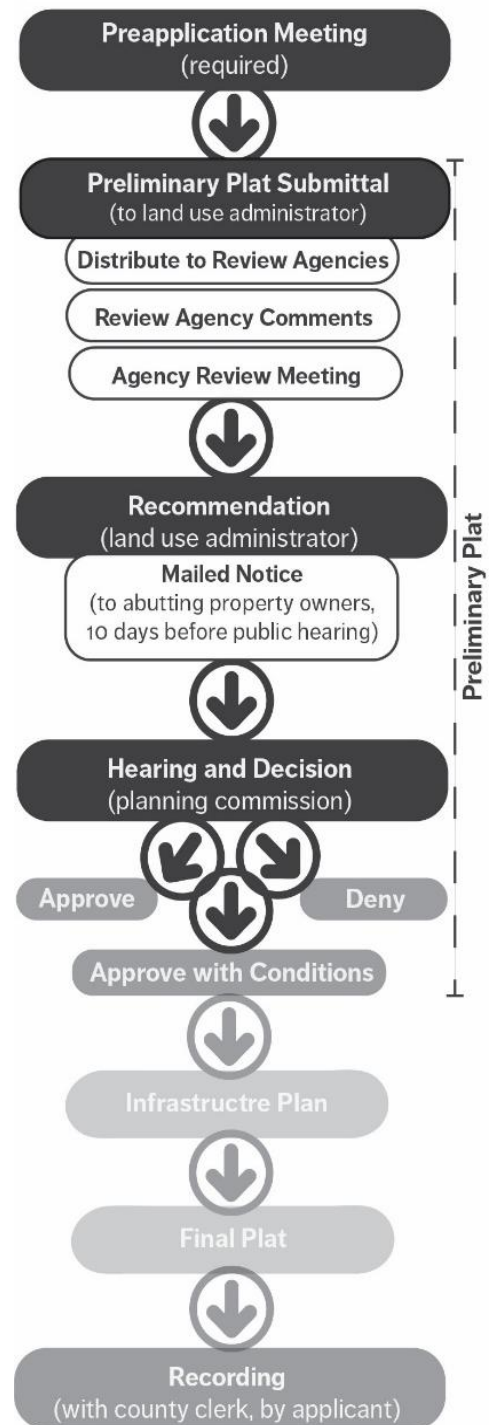 Preapplication Meeting
(required)
Preliminary Plat Submittal
(to land use administrator)
Distribute to Review Agencies
Review Agency Comments
Agency Review Meeting
Recommendation
(land use administrator)
Mailed Notice
(to abutting property owners,
10 days before public hearing)
Hearing and Decision
(planning commission)
Approve
Deny
Approve with Conditions
Infrastructre Plan
Final Plat
Recording
(with county clerk, by applicant)
Preliminary Plat